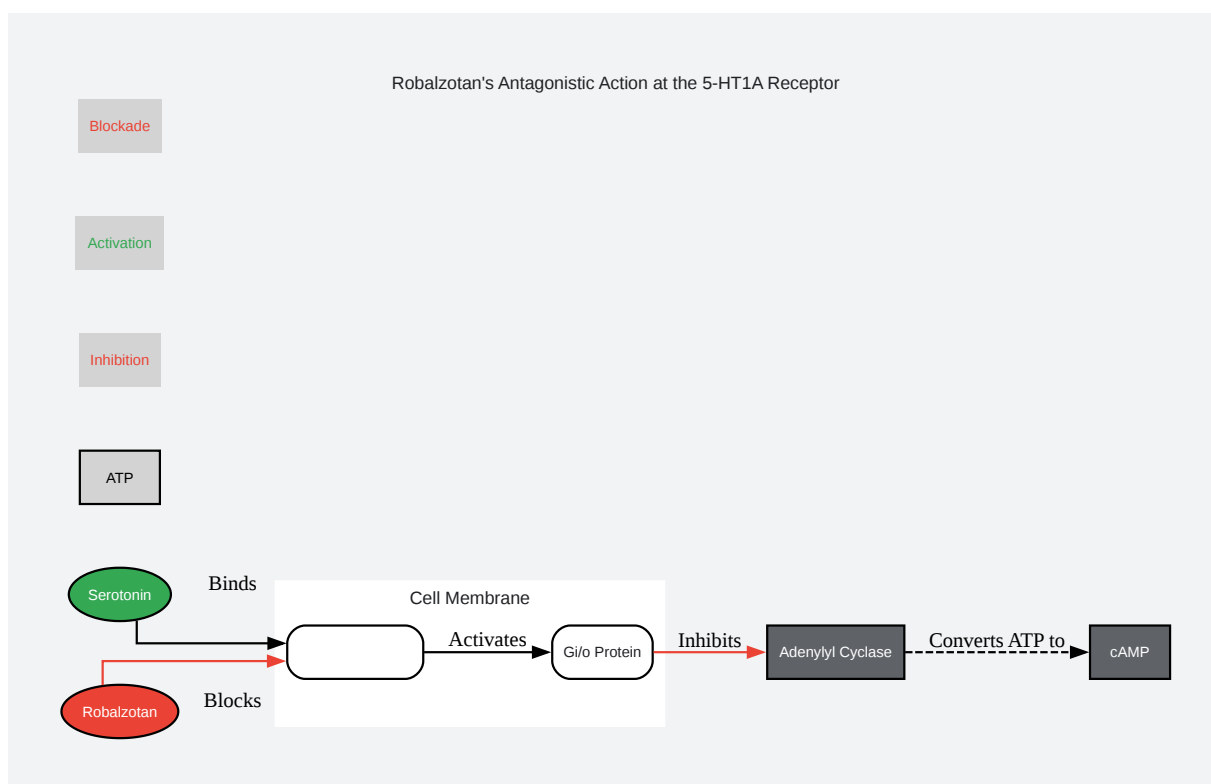 Robalzotan's Antagonistic Action at the 5-HT1A Receptor
Blockade
Activation
Inhibition
ATP
Serotonin
Binds
Cell Membrane
Activates
Gi/o Protein
Inhibits
Adenylyl Cyclase
Converts ATP to
cAMP
Blocks
Robalzotan